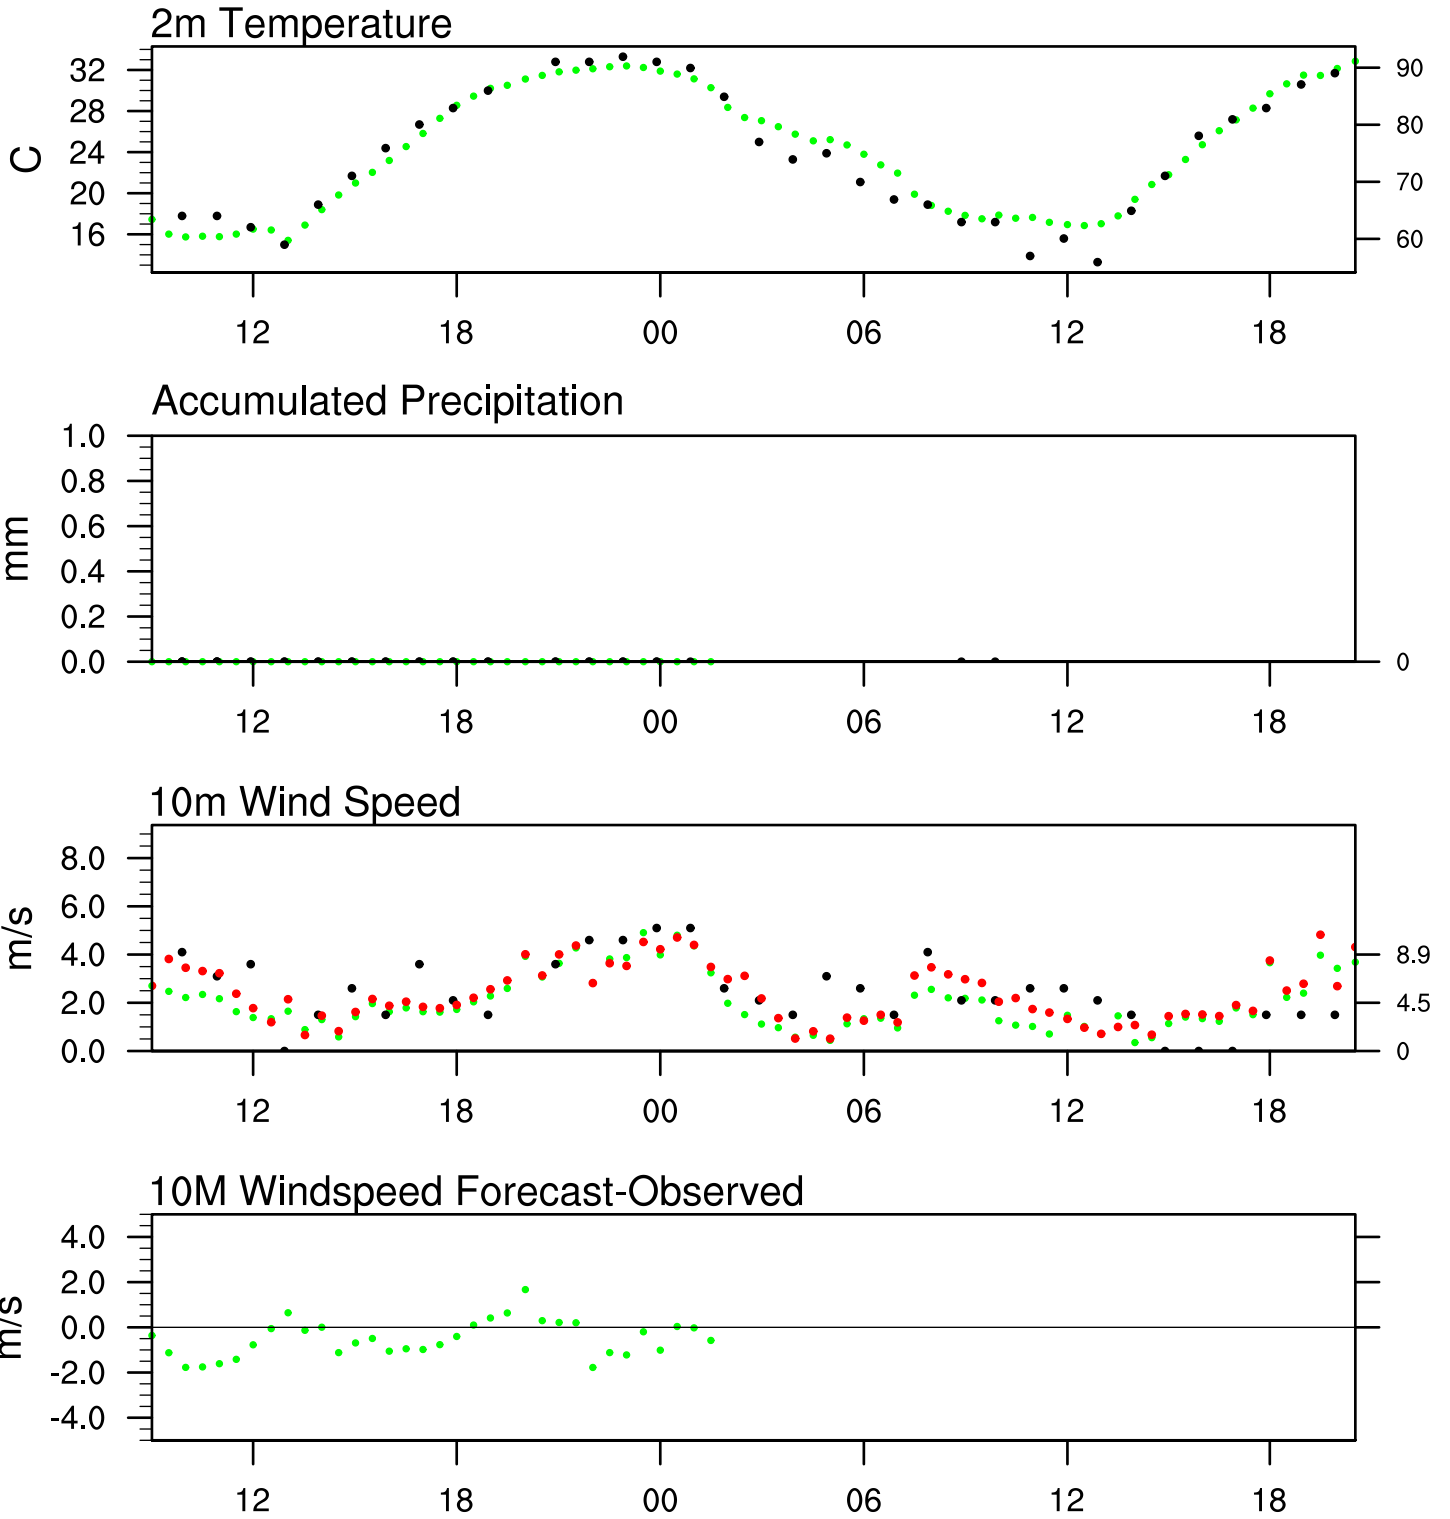 2m Temperature
32
28
24
20
16
C
90
80
70
60
12 18 00 06 12 18
Accumulated Precipitation
1.0
0.8
0.6
0.4
0.2
0.0
mm
0
12 18 00 06 12 18
10m Wind Speed
8.0
6.0
4.0
2.0
0.0
m/s
8.9
4.5
0
12 18 00 06 12 18
10M Windspeed Forecast-Observed
4.0
2.0
0.0
-2.0
-4.0
m/s
12 18 00 06 12 18